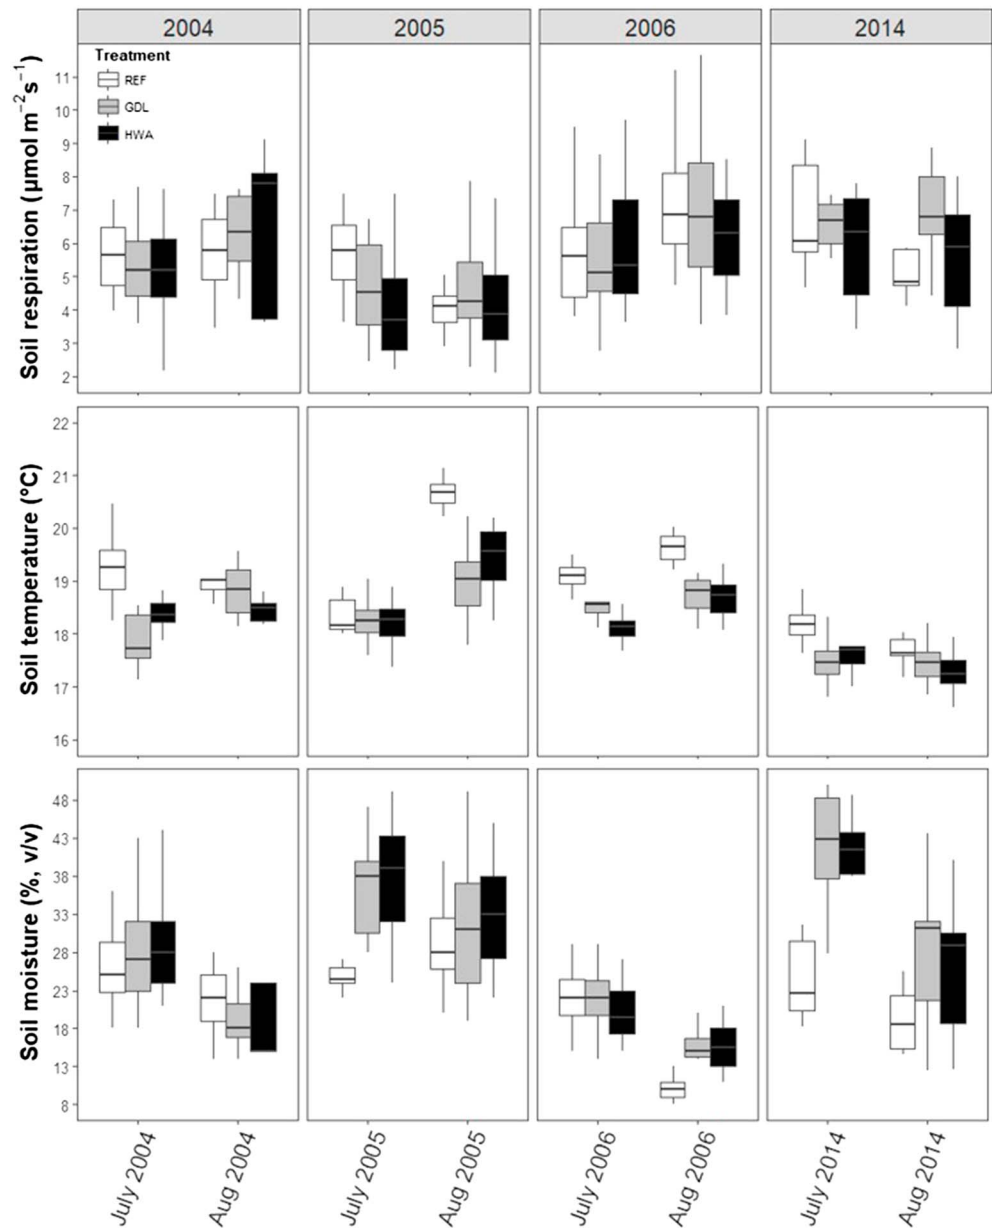 2004 2005 2006 2014
Treatment
REF
GDL
HWA
Soil respiration (µmol m⁻² s⁻¹)
11
10
9
8
7
6
5
4
3
2
Soil temperature (°C)
22
21
20
19
18
17
16
Soil moisture (%, v/v)
48
43
38
33
28
23
18
13
8
July 2004 Aug 2004 July 2005 Aug 2005 July 2006 Aug 2006 July 2014 Aug 2014